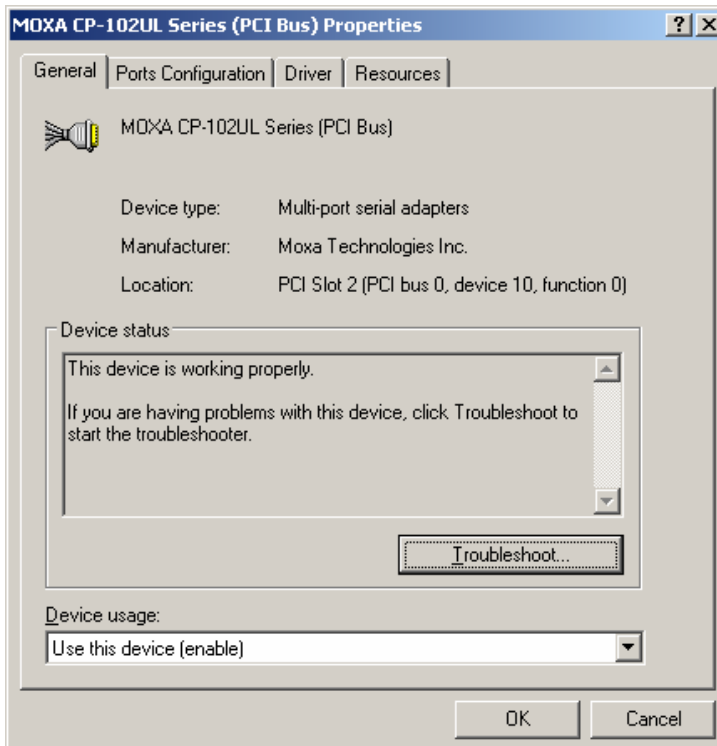 MOXA CP-102UL Series (PCI Bus) Properties
General Ports Configuration Driver Resources
MOXA CP-102UL Series (PCI Bus)
Device type: Multi-port serial adapters
Manufacturer: Moxa Technologies Inc.
Location: PCI Slot 2 (PCI bus 0, device 10, function 0)
Device status
This device is working properly.
If you are having problems with this device, click Troubleshoot to
start the troubleshooter.
Troubleshoot...
Device usage:
Use this device (enable)
OK Cancel